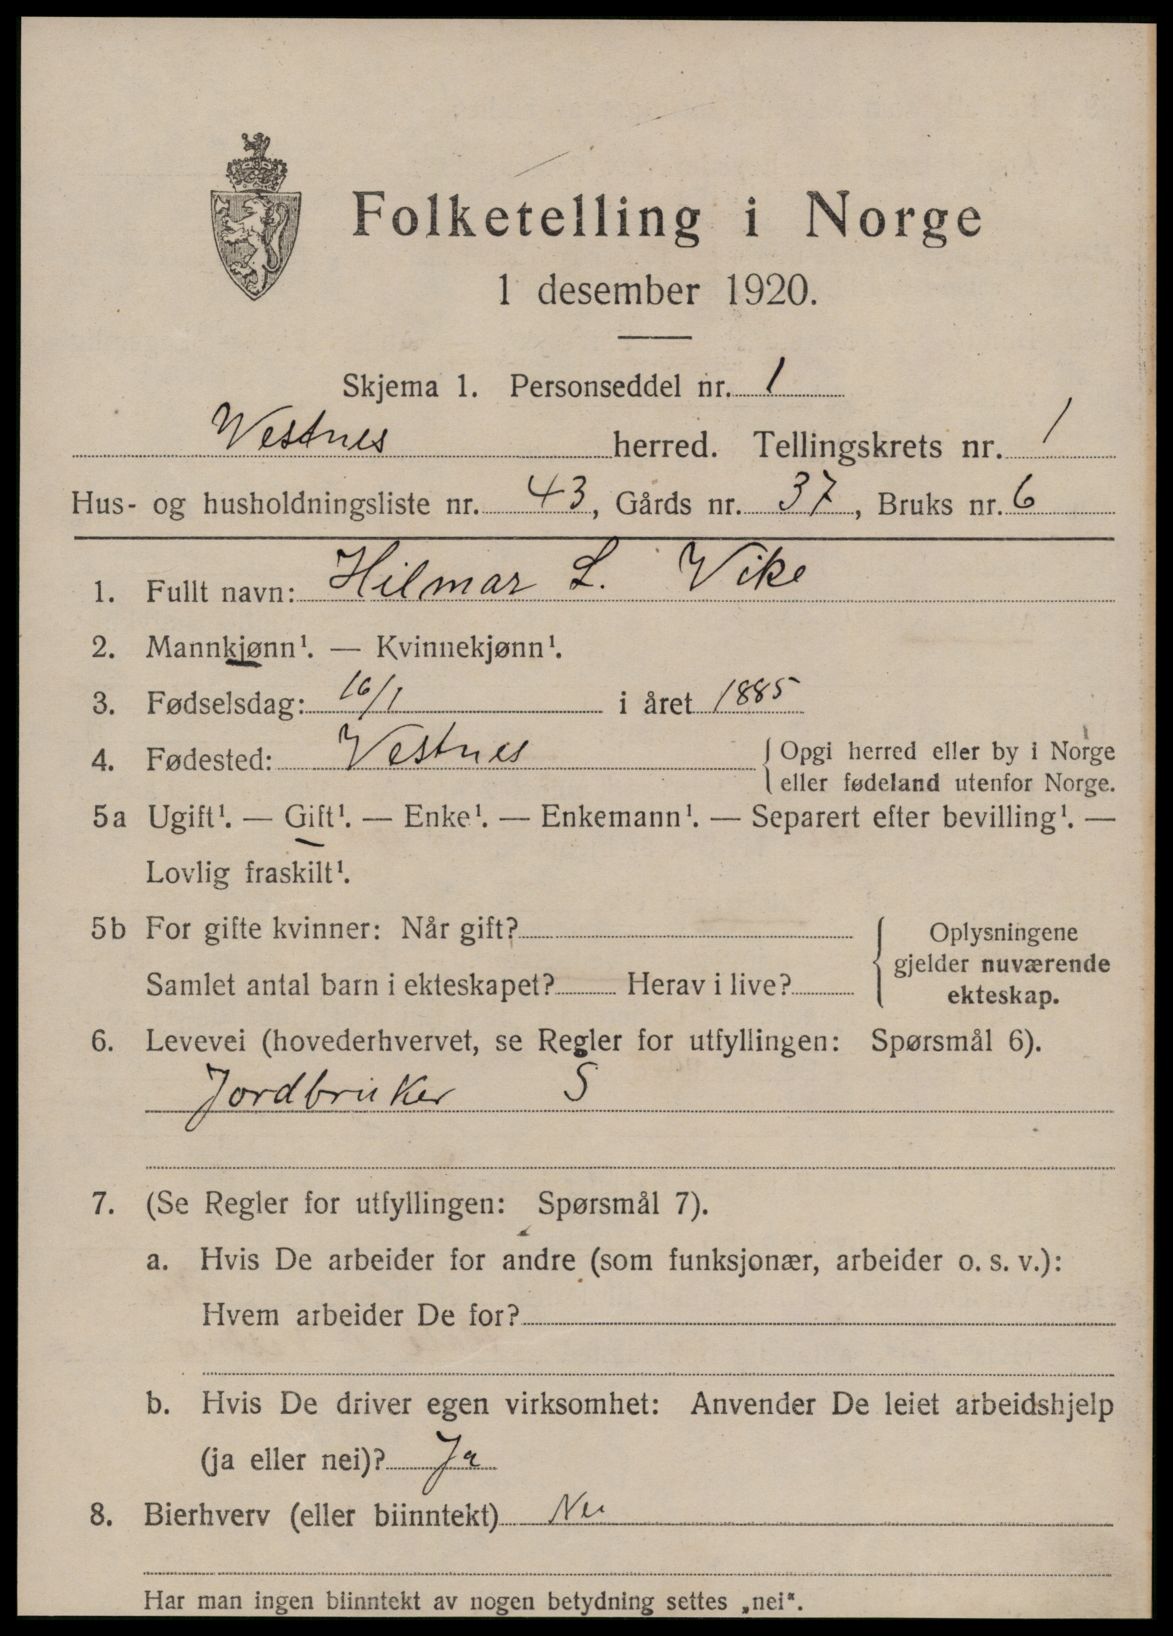 Folketelling i Norge
1 desember 1920.
Skjema 1. Personseddel nr. 1
Westnes herred. Tellingskrets nr. 1
Hus- og husholdningsliste nr. 43, Gårds nr. 37, Bruks nr. 6
1. Fullt navn: Hilmar L. Vike
2. Mannkjønn¹. — Kvinnekjønn¹.
3. Fødselsdag: 16/1 i året 1885
4. Fødested: Vestnes {Opgi herred eller by i Norge
eller fødeland utenfor Norge.
5a Ugift¹. — Gift¹. — Enke¹. — Enkemann¹. — Separert efter bevilling¹. —
Lovlig fraskilt¹.
5b For gifte kvinner: Når gift? { Oplysningene
gjelder nuværende
Samlet antal barn i ekteskapet? Herav i live?
ekteskap.
6. Levevei (hovederhvervet, se Regler for utfyllingen: Spørsmål 6).
Jordbruker S
7. (Se Regler for utfyllingen: Spørsmål 7).
a. Hvis De arbeider for andre (som funksjonær, arbeider o. s. v.):
Hvem arbeider De for?
b. Hvis De driver egen virksomhet: Anvender De leiet arbeidshjelp
(ja eller nei)? Ja
8. Bierhverv (eller biinntekt) Nei
Har man ingen biinntekt av nogen betydning settes „nei“.